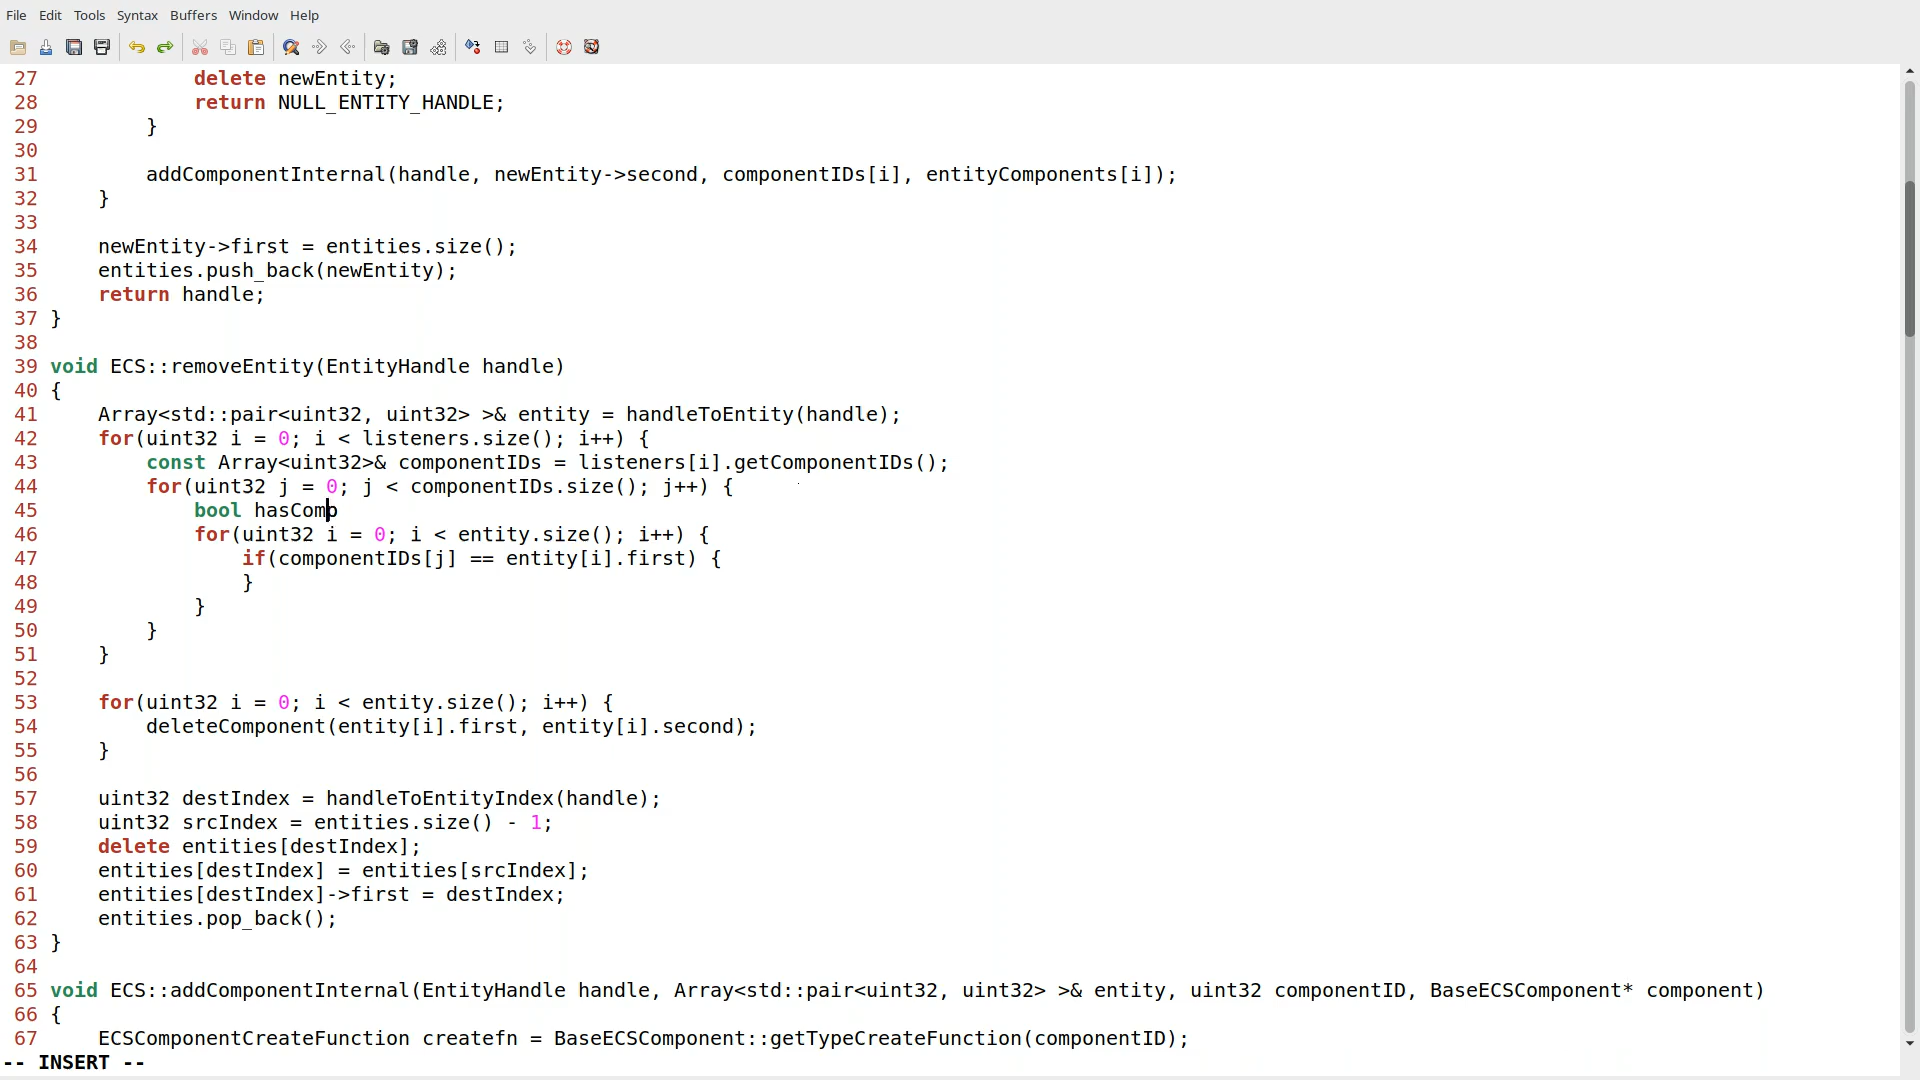 File Edit Tools Syntax Buffers Window Help
27             delete newEntity;
28             return NULL_ENTITY_HANDLE;
29         }
30
31         addComponentInternal(handle, newEntity->second, componentIDs[i], entityComponents[i]);
32     }
33
34     newEntity->first = entities.size();
35     entities.push_back(newEntity);
36     return handle;
37 }
38
39 void ECS::removeEntity(EntityHandle handle)
40 {
41     Array<std::pair<uint32, uint32> >& entity = handleToEntity(handle);
42     for(uint32 i = 0; i < listeners.size(); i++) {
43         const Array<uint32>& componentIDs = listeners[i].getComponentIDs();
44         for(uint32 j = 0; j < componentIDs.size(); j++) {
45             bool hasComp
46             for(uint32 i = 0; i < entity.size(); i++) {
47                 if(componentIDs[j] == entity[i].first) {
48                 }
49             }
50         }
51     }
52
53     for(uint32 i = 0; i < entity.size(); i++) {
54         deleteComponent(entity[i].first, entity[i].second);
55     }
56
57     uint32 destIndex = handleToEntityIndex(handle);
58     uint32 srcIndex = entities.size() - 1;
59     delete entities[destIndex];
60     entities[destIndex] = entities[srcIndex];
61     entities[destIndex]->first = destIndex;
62     entities.pop_back();
63 }
64
65 void ECS::addComponentInternal(EntityHandle handle, Array<std::pair<uint32, uint32> >& entity, uint32 componentID, BaseECSComponent* component)
66 {
67     ECSComponentCreateFunction createfn = BaseECSComponent::getTypeCreateFunction(componentID);
-- INSERT --